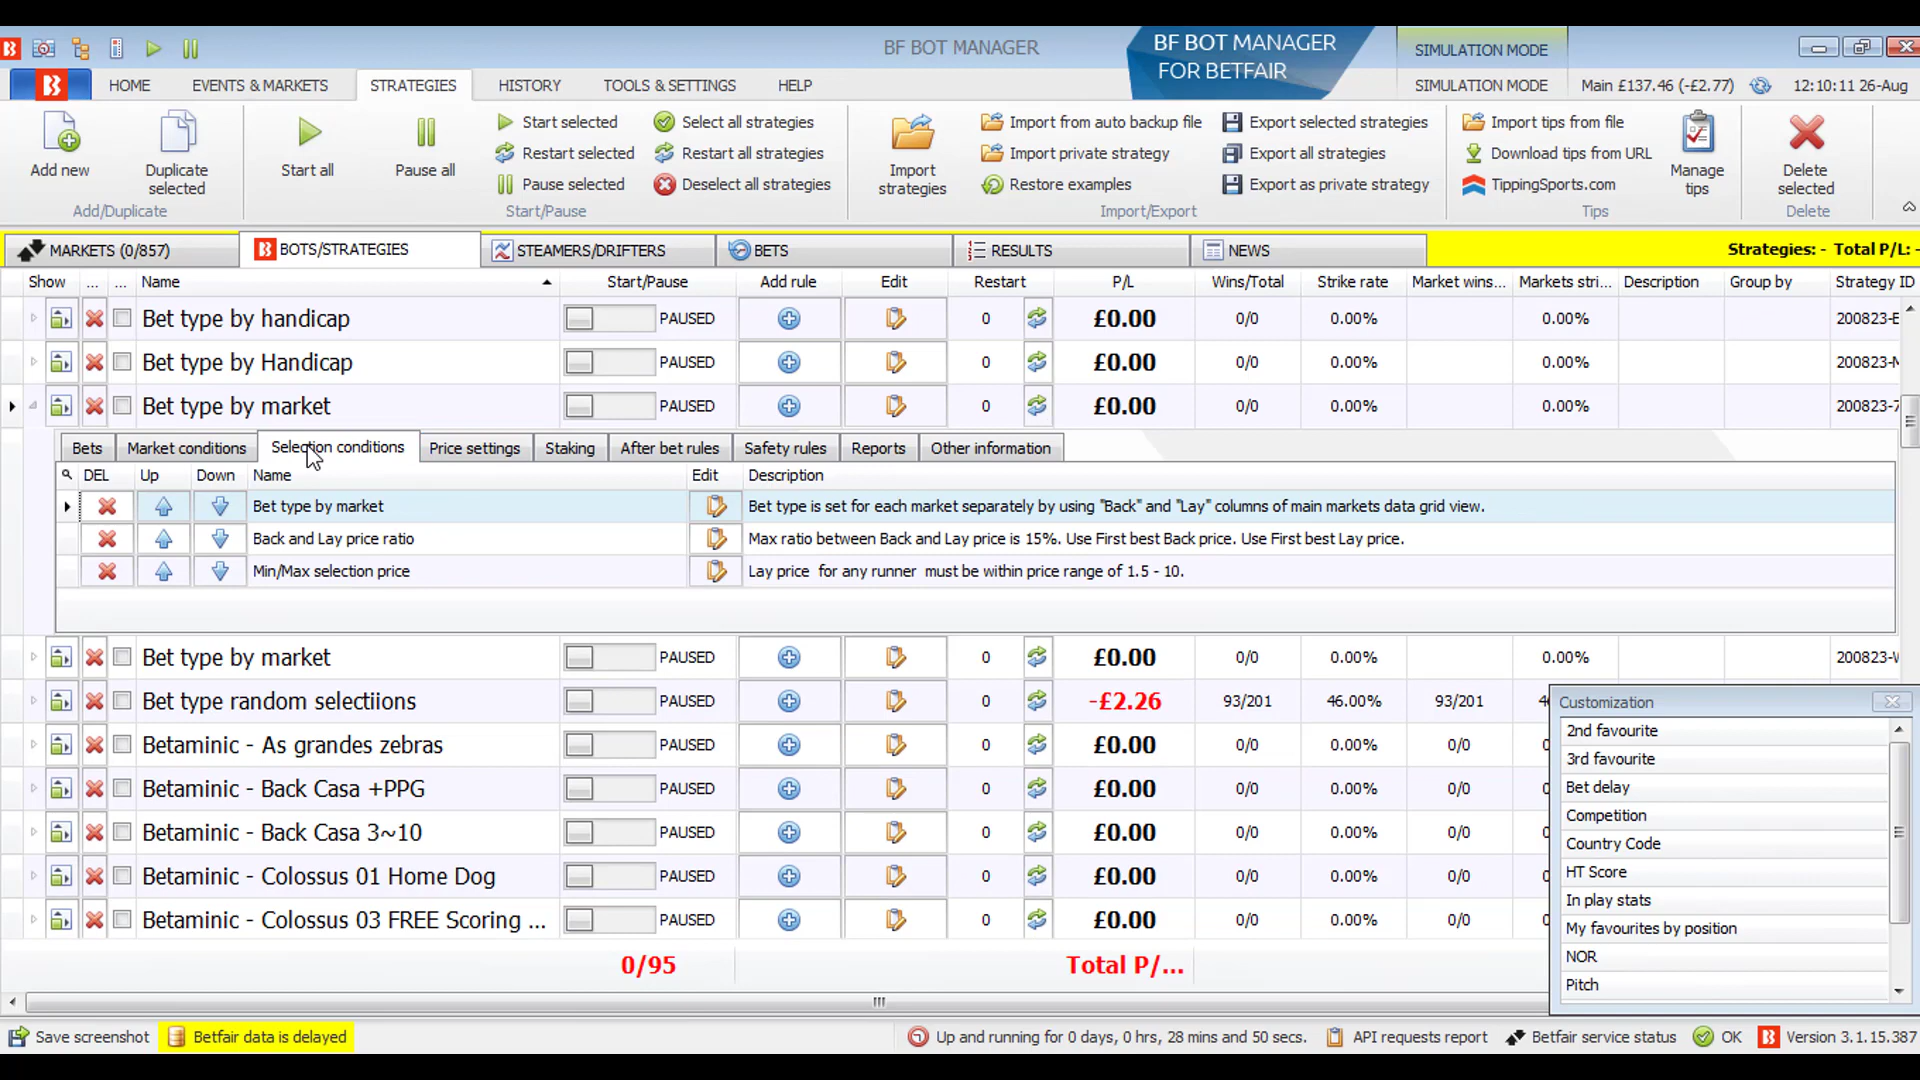 BF BOT MANAGER
BF BOT MANAGER
FOR BETFAIR
SIMULATION MODE
HOME
EVENTS & MARKETS
STRATEGIES
HISTORY
TOOLS & SETTINGS
HELP
SIMULATION MODE
Main £137.46 (-£2.77)
12:10:11 26-Aug
Add new
Duplicate selected
Add/Duplicate
Start all
Pause all
Start selected
Restart selected
Pause selected
Select all strategies
Restart all strategies
Deselect all strategies
Start/Pause
Import strategies
Import from auto backup file
Import private strategy
Restore examples
Export selected strategies
Export all strategies
Export as private strategy
Import/Export
Import tips from file
Download tips from URL
TippingSports.com
Manage tips
Tips
Delete selected
Delete
MARKETS (0/857)
BOTS/STRATEGIES
STEAMERS/DRIFTERS
BETS
RESULTS
NEWS
Strategies: - Total P/L: -
Show ... ... Name Start/Pause Add rule Edit Restart P/L Wins/Total Strike rate Market wins... Markets stri... Description Group by Strategy ID
Bet type by handicap PAUSED 0 £0.00 0/0 0.00% 0.00% 200823-E
Bet type by Handicap PAUSED 0 £0.00 0/0 0.00% 0.00% 200823-M
Bet type by market PAUSED 0 £0.00 0/0 0.00% 0.00% 200823-7
Bets Market conditions Selection conditions Price settings Staking After bet rules Safety rules Reports Other information
DEL Up Down Name Edit Description
Bet type by market Bet type is set for each market separately by using "Back" and "Lay" columns of main markets data grid view.
Back and Lay price ratio Max ratio between Back and Lay price is 15%. Use First best Back price. Use First best Lay price.
Min/Max selection price Lay price for any runner must be within price range of 1.5 - 10.
Bet type by market PAUSED 0 £0.00 0/0 0.00% 0.00% 200823-
Bet type random selectiions PAUSED 0 -£2.26 93/201 46.00% 93/201
Betaminic - As grandes zebras PAUSED 0 £0.00 0/0 0.00% 0/0
Betaminic - Back Casa +PPG PAUSED 0 £0.00 0/0 0.00% 0/0
Betaminic - Back Casa 3~10 PAUSED 0 £0.00 0/0 0.00% 0/0
Betaminic - Colossus 01 Home Dog PAUSED 0 £0.00 0/0 0.00% 0/0
Betaminic - Colossus 03 FREE Scoring ... PAUSED 0 £0.00 0/0 0.00% 0/0
0/95 Total P/...
Customization
2nd favourite
3rd favourite
Bet delay
Competition
Country Code
HT Score
In play stats
My favourites by position
NOR
Pitch
Save screenshot
Betfair data is delayed
Up and running for 0 days, 0 hrs, 28 mins and 50 secs.
API requests report
Betfair service status
OK
Version 3.1.15.387